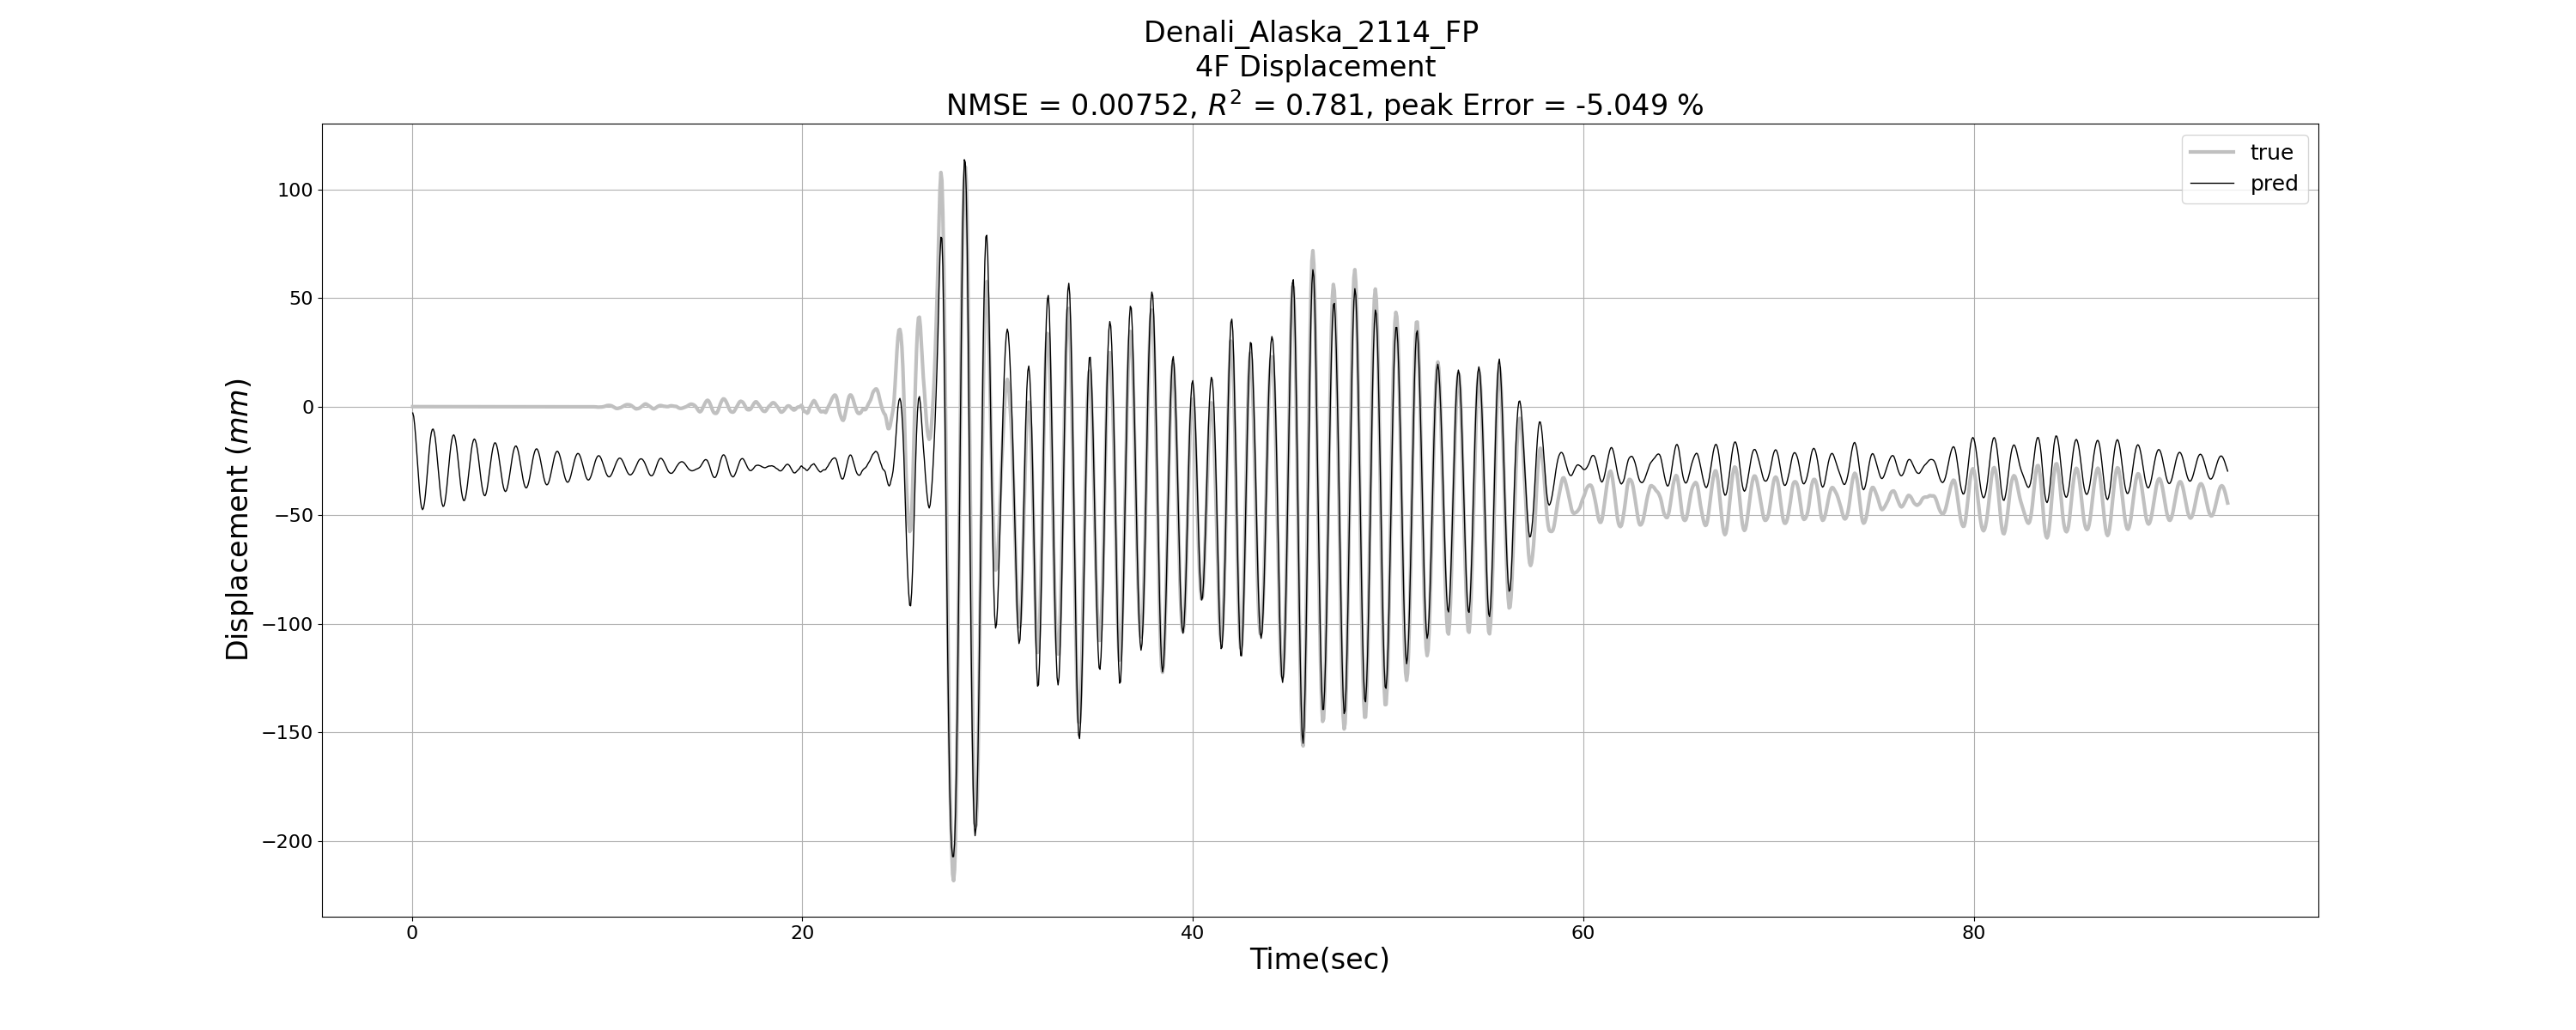 Denali_Alaska_2114_FP
4F Displacement
NMSE = 0.00752, R² = 0.781, peak Error = -5.049 %
true
pred
Displacement (mm)
100
50
0
−50
−100
−150
−200
0
20
40
60
80
Time(sec)